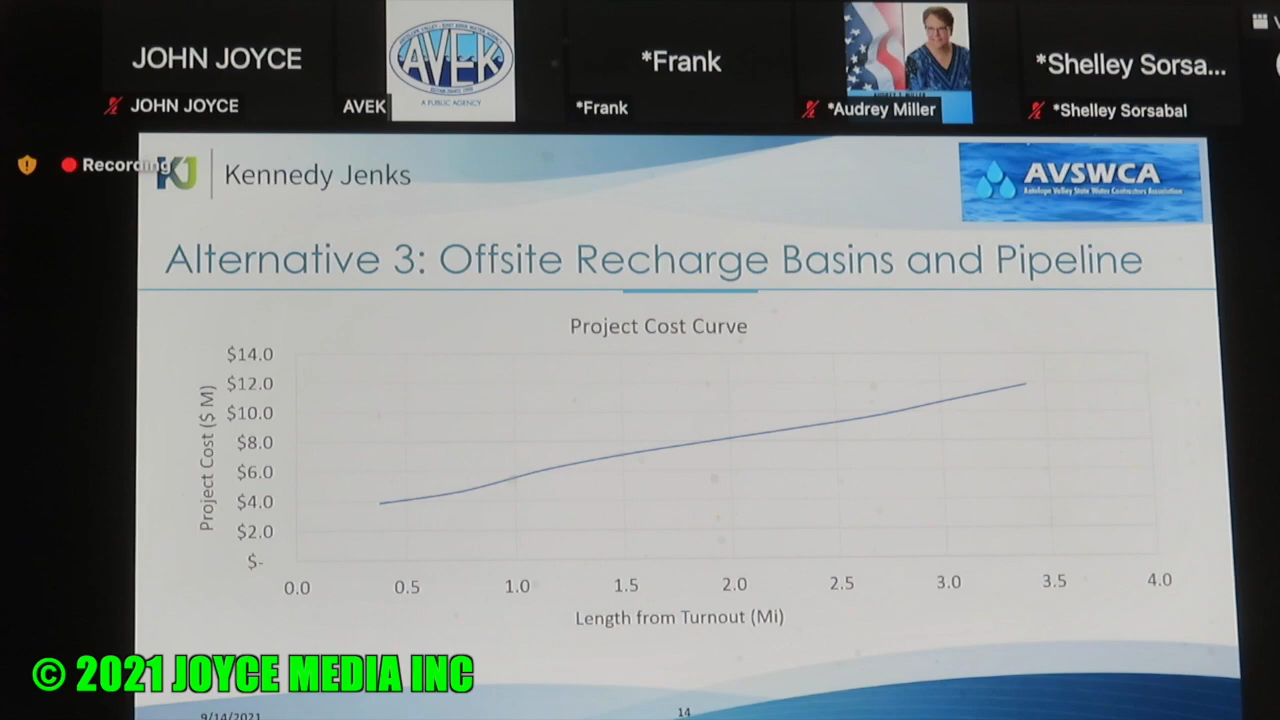 JOHN JOYCE
JOHN JOYCE
AVEK
AVEK
A PUBLIC AGENCY
*Frank
*Frank
*Audrey Miller
*Shelley Sorsa...
*Shelley Sorsabal
Recording
KJ
Kennedy Jenks
AVSWCA
Antelope Valley State Water Contractors Association
Alternative 3: Offsite Recharge Basins and Pipeline
Project Cost Curve
Project Cost ($ M)
$14.0
$12.0
$10.0
$8.0
$6.0
$4.0
$2.0
$-
0.0 0.5 1.0 1.5 2.0 2.5 3.0 3.5 4.0
Length from Turnout (Mi)
© 2021 JOYCE MEDIA INC
9/14/2021
14